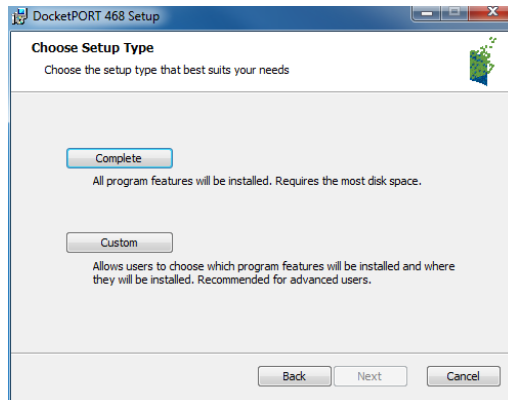 DocketPORT 468 Setup
Choose Setup Type
Choose the setup type that best suits your needs
Complete
All program features will be installed. Requires the most disk space.
Custom
Allows users to choose which program features will be installed and where
they will be installed. Recommended for advanced users.
Back Next Cancel